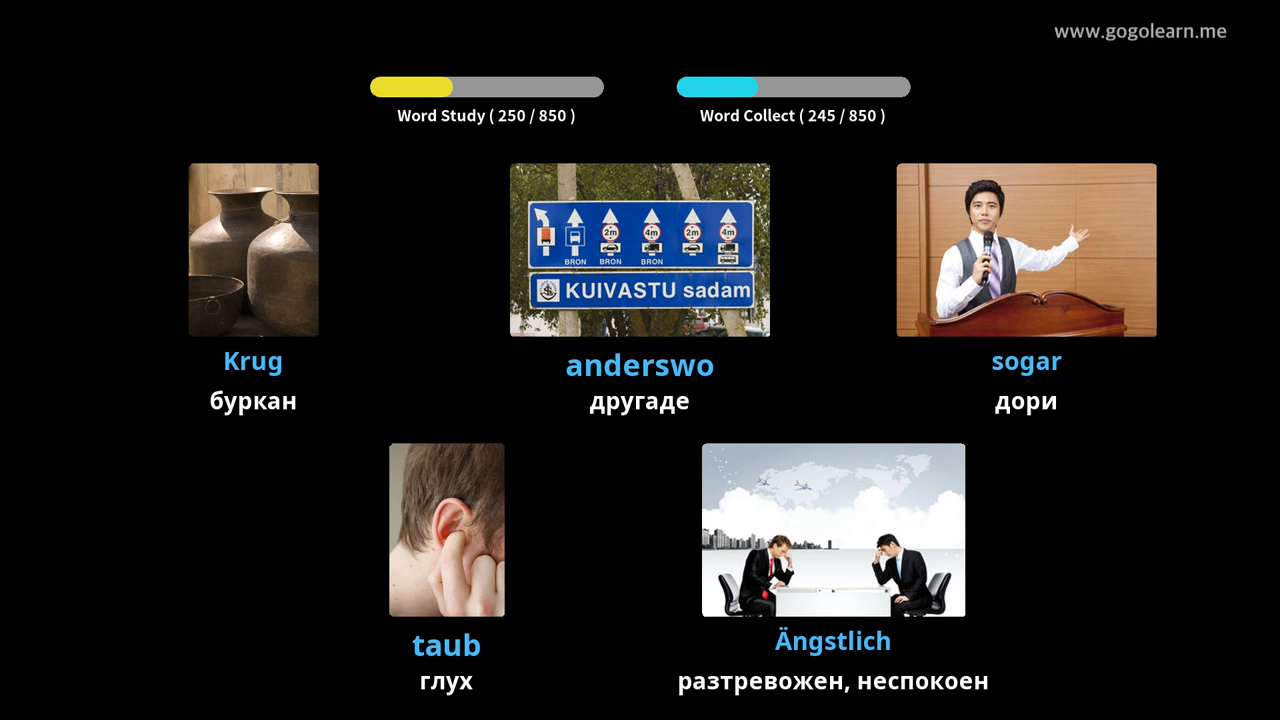 www.gogolearn.me
Word Study ( 250 / 850 )
Word Collect ( 245 / 850 )
2m
4m
2m
4m
BRON
BRON
BRON
KUIVASTU sadam
Krug
буркан
anderswo
другаде
sogar
дори
taub
глух
Ängstlich
разтревожен, неспокоен